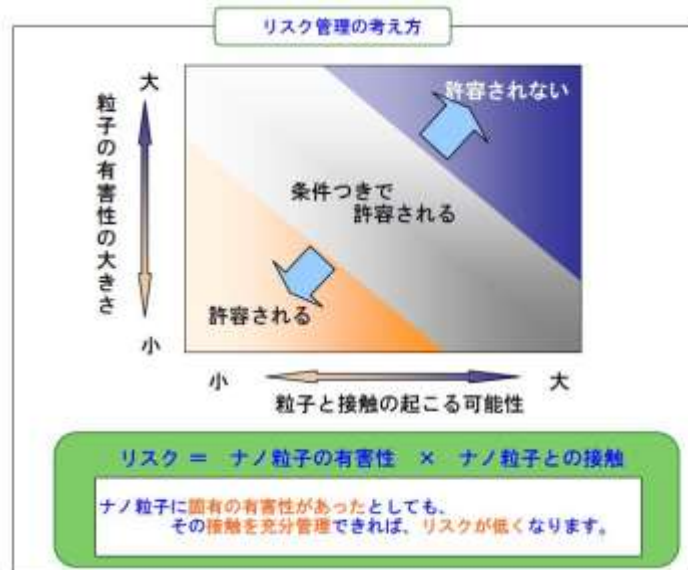 リスク管理の考え方
大
粒子の有害性の大きさ
小
許容されない
条件つきで
許容される
許容される
小
大
粒子と接触の起こる可能性
リスク = ナノ粒子の有害性 × ナノ粒子との接触
ナノ粒子に固有の有害性があったとしても、
その接触を充分管理できれば、リスクが低くなります。